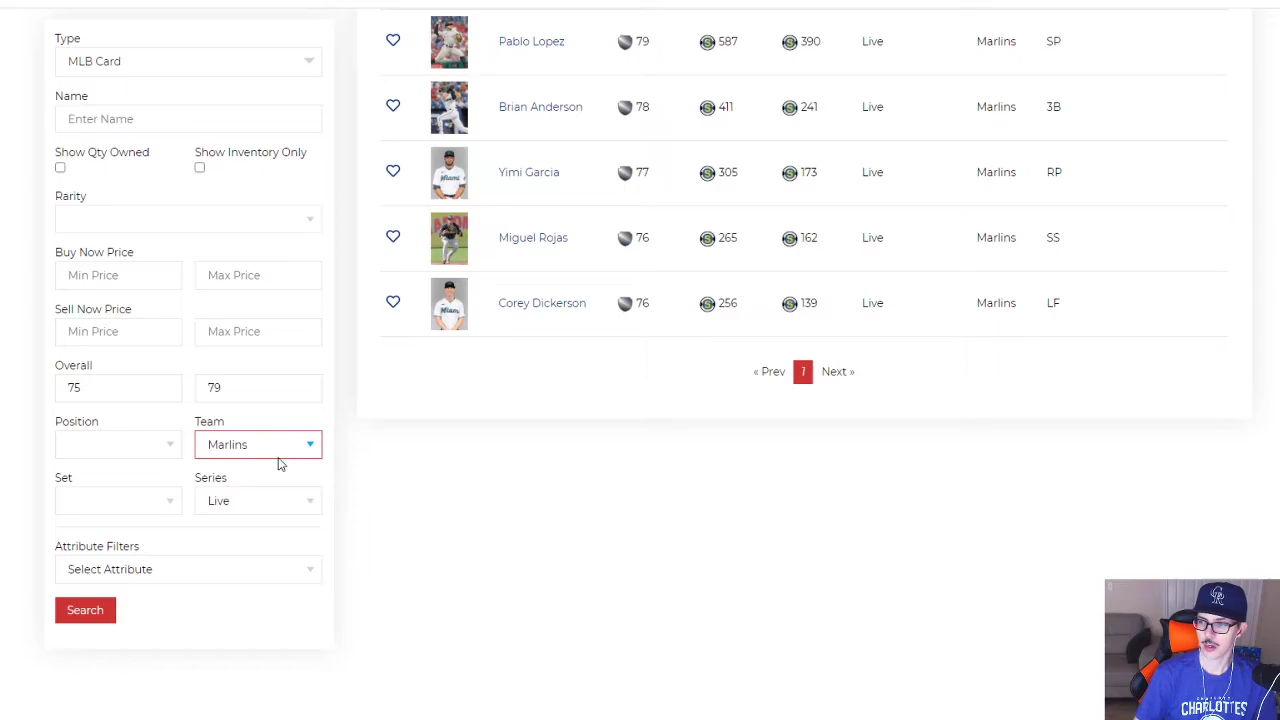 Type
MLB Card
Name
Enter Name
Show Qty Owned Show Inventory Only
Rarity
Buy Now Price
Min Price Max Price
Sell Now Price
Min Price Max Price
Overall
75 79
Position Team
Marlins
Set Series
Live
Attribute Filters
Select Attribute
Search
Pablo Lopez 79 587 390 Live Marlins SP
Brian Anderson 78 411 241 Live Marlins 3B
Yimi Garcia 77 305 173 Live Marlins RP
Miguel Rojas 76 265 162 Live Marlins SS
Corey Dickerson 76 256 139 Live Marlins LF
« Prev 1 Next »
Miami
Miami
CR
CHARLOTTES